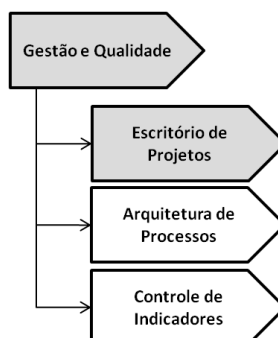 Gestão e Qualidade
Escritório de
Projetos
Arquitetura de
Processos
Controle de
Indicadores